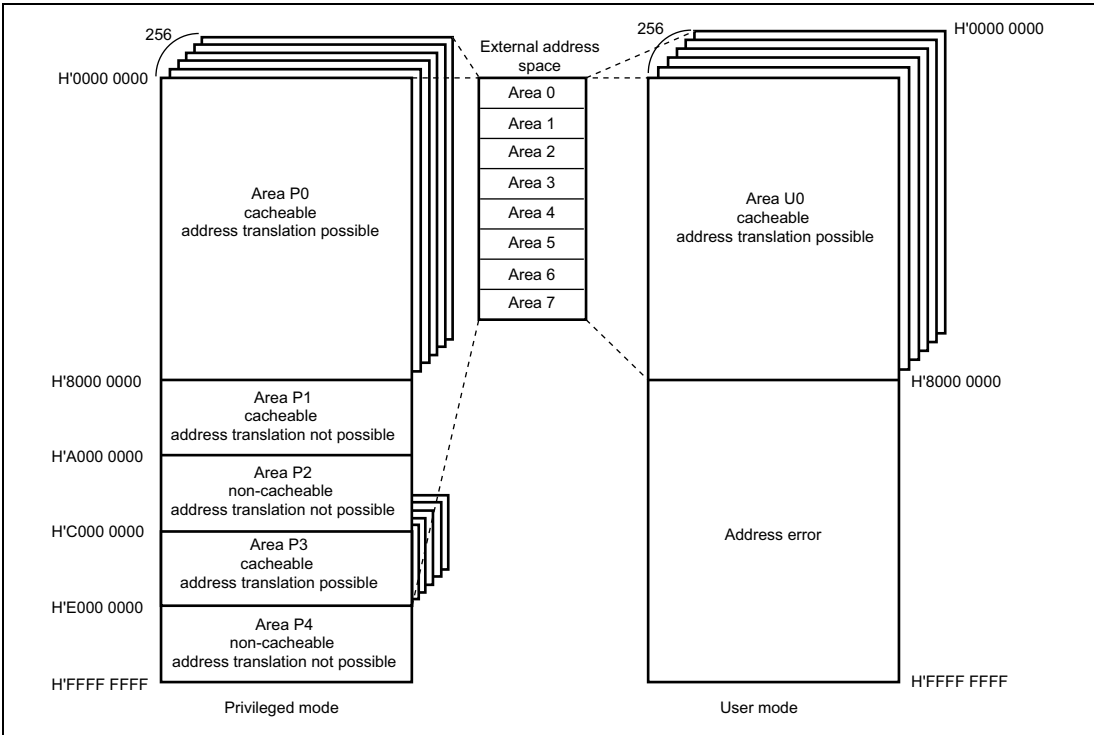 256
H'0000 0000
Area P0
cacheable
address translation possible
H'8000 0000
Area P1
cacheable
address translation not possible
H'A000 0000
Area P2
non-cacheable
address translation not possible
H'C000 0000
Area P3
cacheable
address translation possible
H'E000 0000
Area P4
non-cacheable
address translation not possible
H'FFFF FFFF
Privileged mode
External address
space
Area 0
Area 1
Area 2
Area 3
Area 4
Area 5
Area 6
Area 7
256
H'0000 0000
Area U0
cacheable
address translation possible
H'8000 0000
Address error
H'FFFF FFFF
User mode